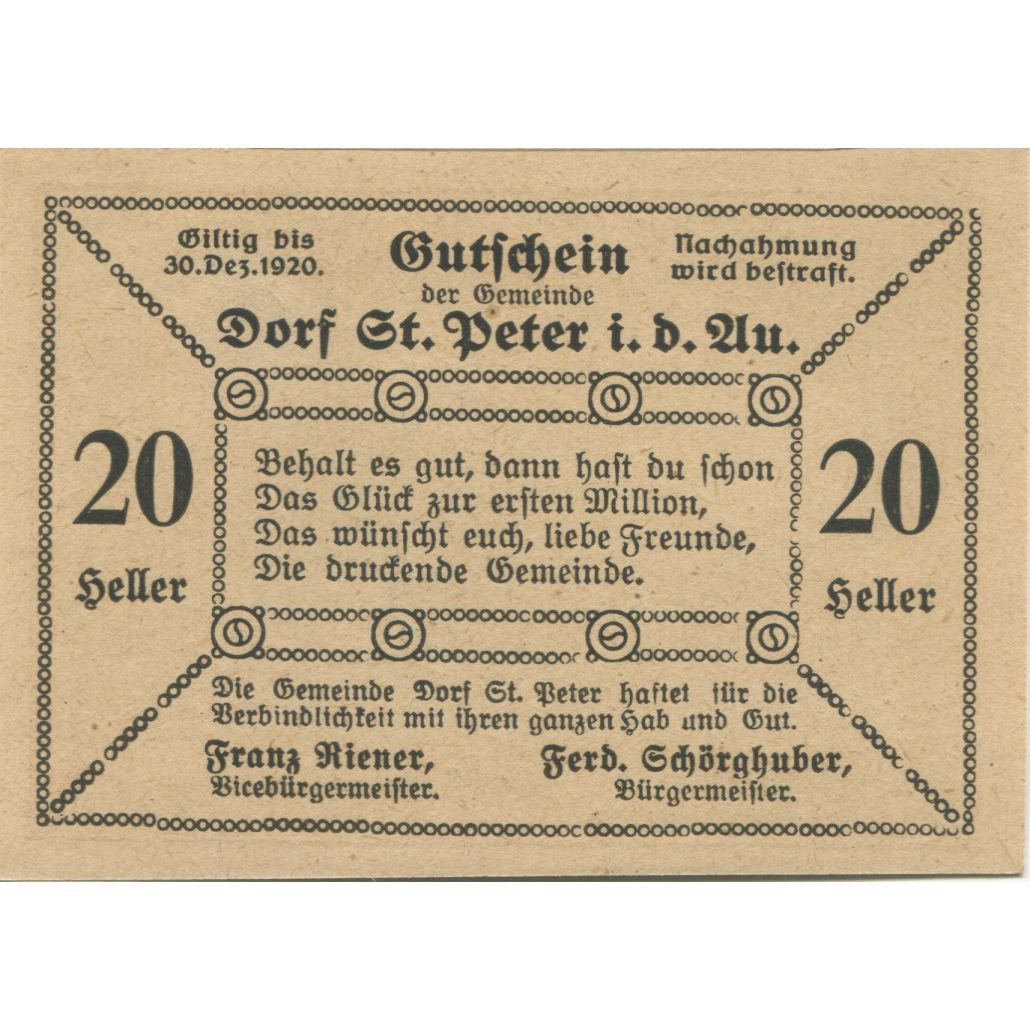 Giltig bis
30.Dez.1920.
Gutschein
Nachahmung
wird bestraft.
der Gemeinde
Dorf St. Peter i. d. Au.
20
Heller
Behalt es gut, dann hast du schon
Das Glück zur ersten Million,
Das wünscht euch, liebe Freunde,
Die druckende Gemeinde.
20
Heller
Die Gemeinde Dorf St. Peter haftet für die
Verbindlichkeit mit ihren ganzen Hab und Gut.
Franz Riener,
Vicebürgermeister.
Ferd. Schörghuber,
Bürgermeister.